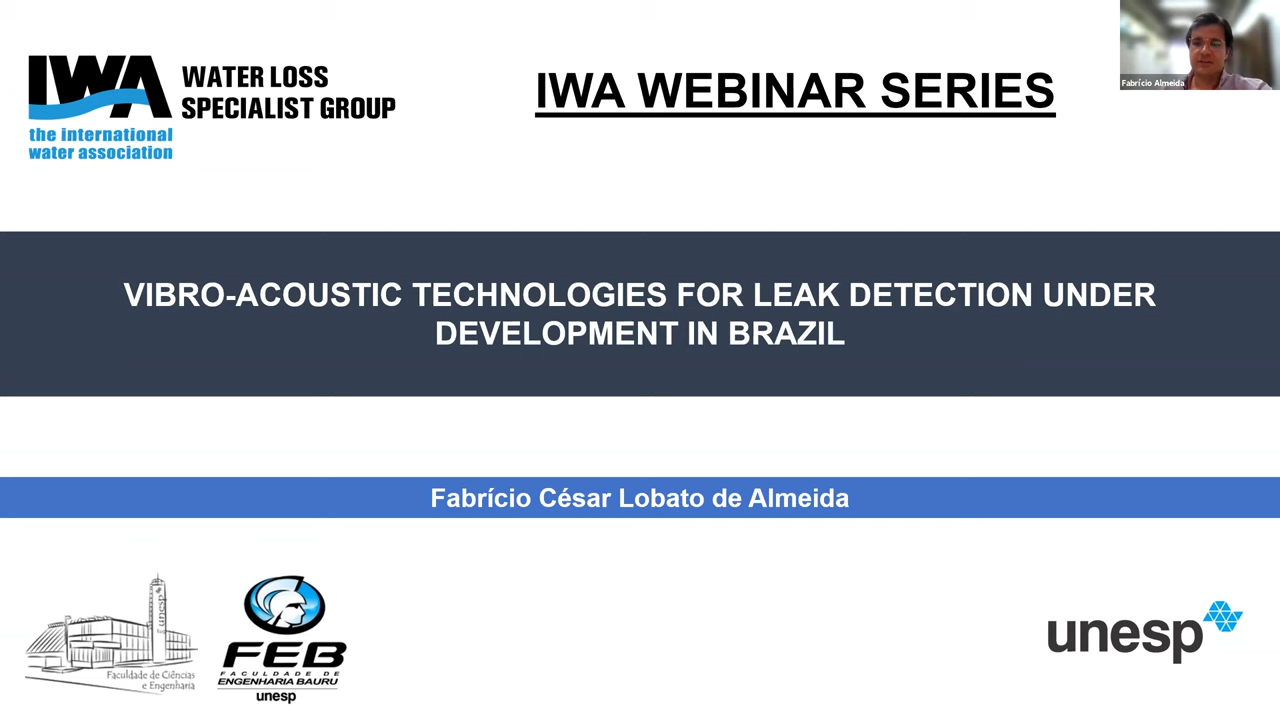 IWA
WATER LOSS
SPECIALIST GROUP
the international
water association
IWA WEBINAR SERIES
Fabrício Almeida
VIBRO-ACOUSTIC TECHNOLOGIES FOR LEAK DETECTION UNDER
DEVELOPMENT IN BRAZIL
Fabrício César Lobato de Almeida
unesp
Faculdade de Ciências
e Engenharia
FEB
FACULDADE DE
ENGENHARIA BAURU
unesp
unesp